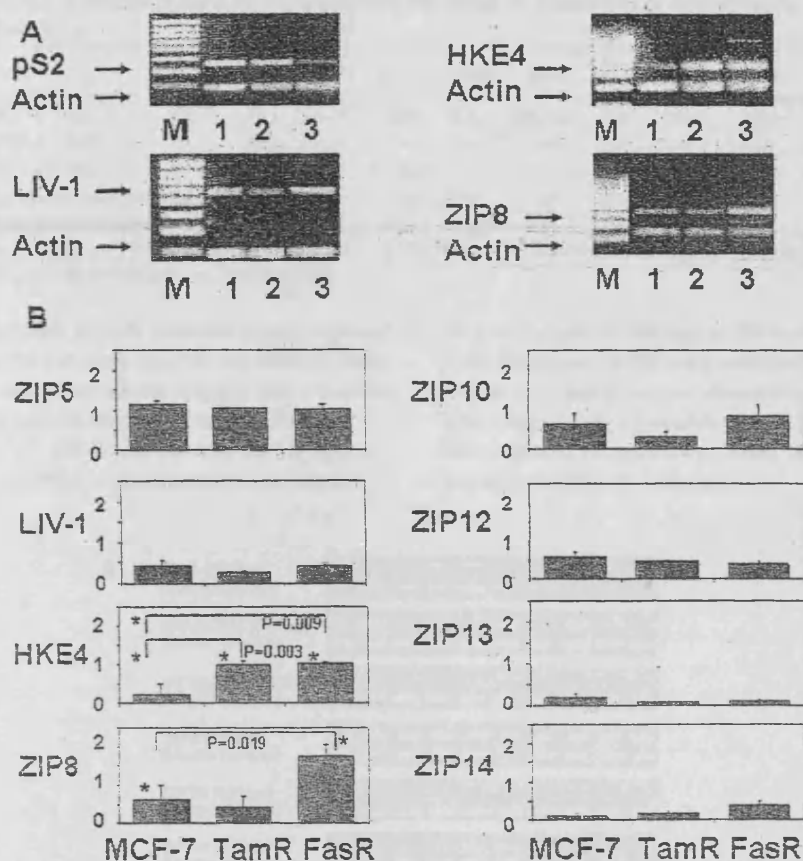 A
pS2
Actin
M 1 2 3
HKE4
Actin
M 1 2 3
LIV-1
Actin
M 1 2 3
ZIP8
Actin
M 1 2 3
B
ZIP5
2
1
0
LIV-1
2
1
0
HKE4
2
1
0
* P=0.009
* P=0.003
* *
ZIP8
2
1
0
P=0.019 *
*
MCF-7 TamR FasR
ZIP10
2
1
0
ZIP12
2
1
0
ZIP13
2
1
0
ZIP14
2
1
0
MCF-7 TamR FasR